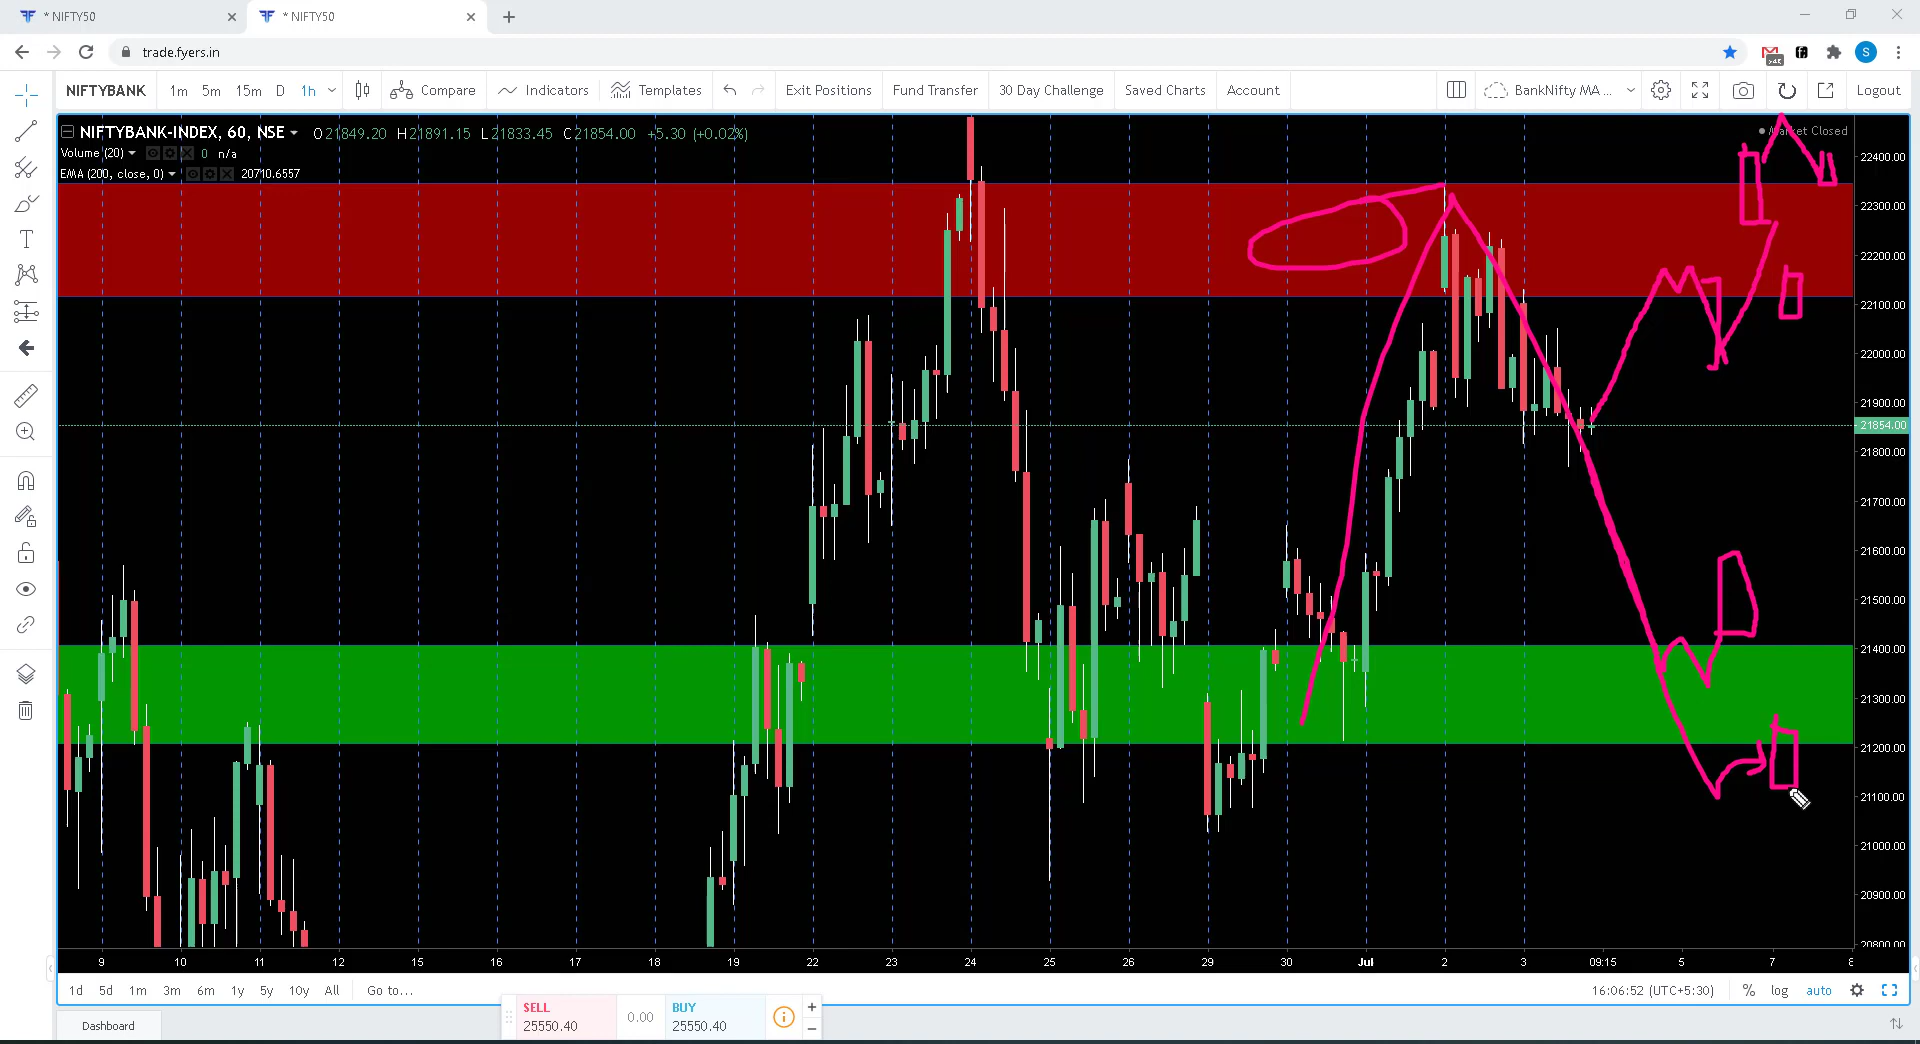 * NIFTY50
* NIFTY50
trade.fyers.in
S
NIFTYBANK 1m 5m 15m D 1h Compare Indicators Templates Exit Positions Fund Transfer 30 Day Challenge Saved Charts Account BankNifty MA ... Logout
NIFTYBANK-INDEX, 60, NSE O21849.20 H21891.15 L21833.45 C21854.00 +5.30 (+0.02%)
Market Closed
Volume (20) 0 n/a
EMA (200, close, 0) 20710.6557
22400.00
22300.00
22200.00
22100.00
22000.00
21900.00
21854.00
21800.00
21700.00
21600.00
21500.00
21400.00
21300.00
21200.00
21100.00
21000.00
20900.00
20800.00
9 10 11 12 15 16 17 18 19 22 23 24 25 26 29 30 Jul 2 3 09:15 5 7 8
1d 5d 1m 3m 6m 1y 5y 10y All Go to... 16:06:52 (UTC+5:30) % log auto
SELL
25550.40
0.00
BUY
25550.40
Dashboard